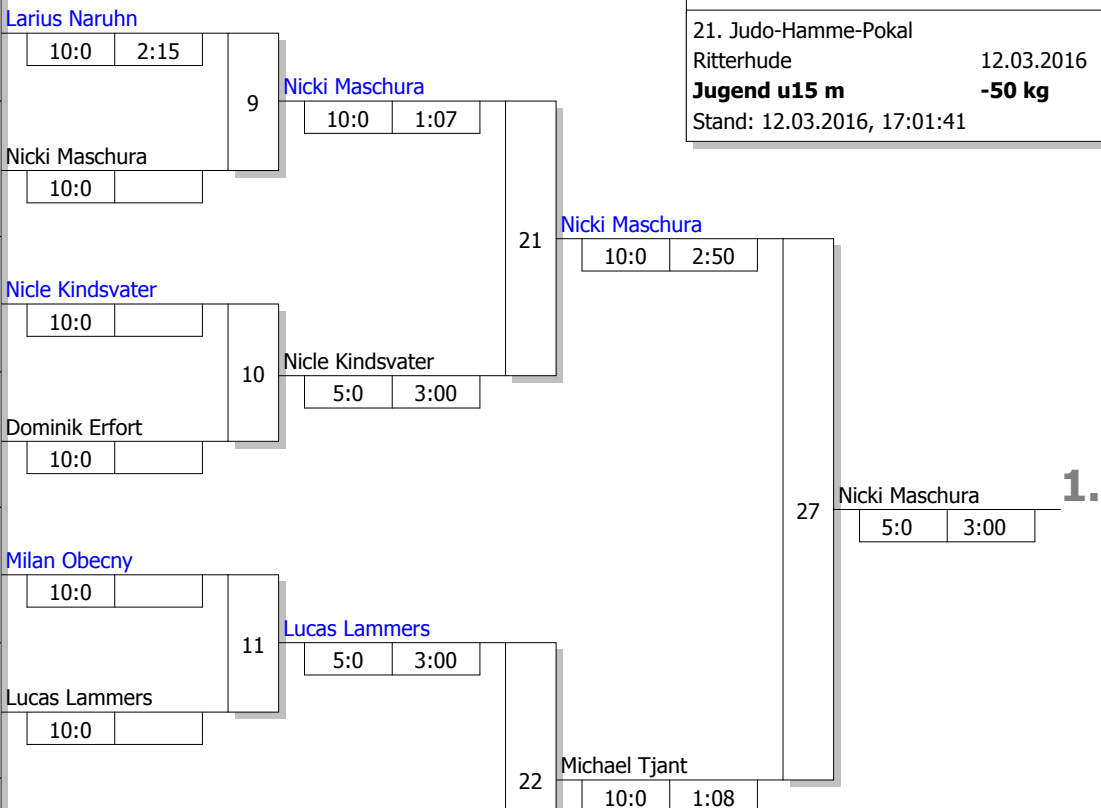 21. Judo-Hamme-Pokal
Ritterhude 12.03.2016
Jugend u15 m -50 kg
Stand: 12.03.2016, 17:01:41
Larius Naruhn
10:0 2:15
9
Nicki Maschura
10:0
Nicki Maschura
10:0 1:07
21
Nicle Kindsvater
10:0
10
Dominik Erfort
10:0
Nicle Kindsvater
5:0 3:00
Nicki Maschura
10:0 2:50
27
Nicki Maschura 1.
5:0 3:00
Milan Obecny
10:0
11
Lucas Lammers
10:0
Lucas Lammers
5:0 3:00
22
Michael Tjant
10:0 1:08